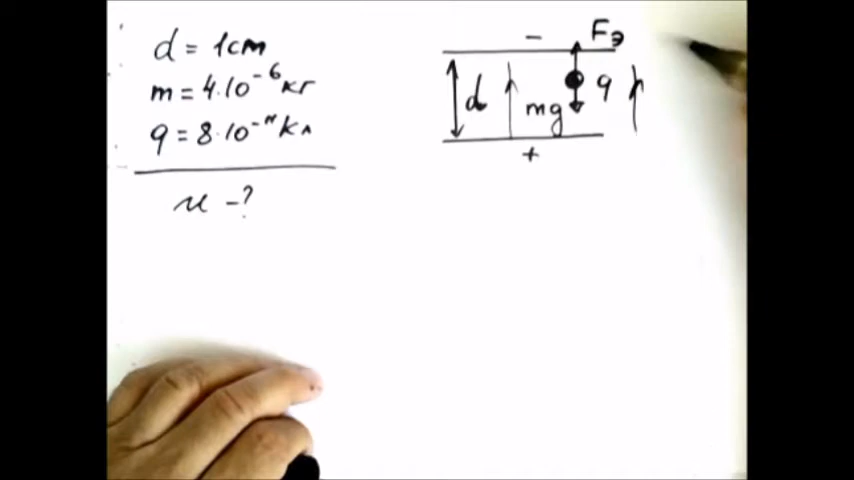 d = 1cm
m = 4·10⁻⁶ кг
q = 8·10⁻¹¹ Кл
u -?
- Fэ
d mg q
+